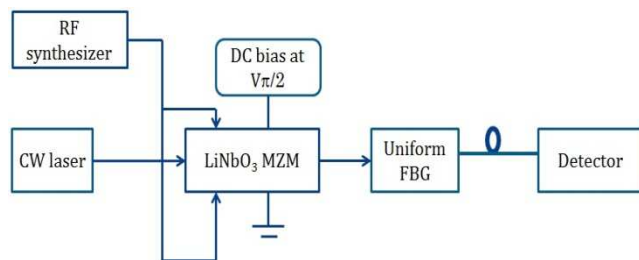 RF
synthesizer
DC bias at
Vπ/2
CW laser
LiNbO₃ MZM
Uniform
FBG
Detector